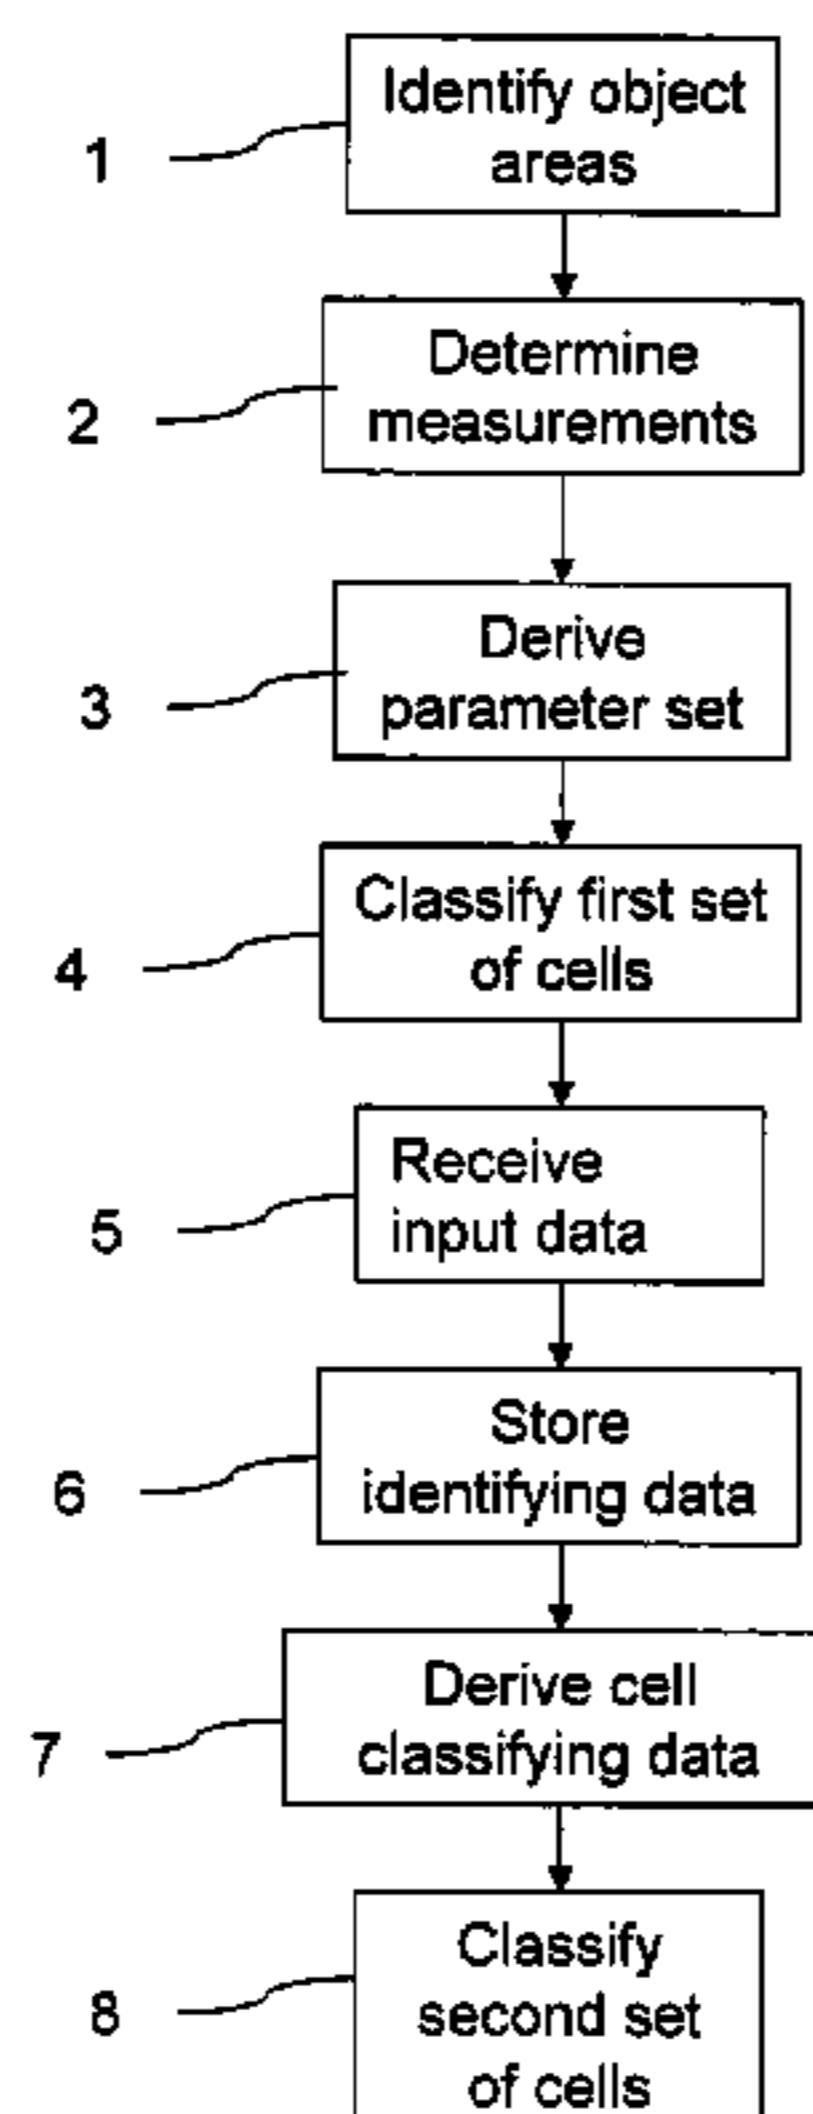 Identify object
areas
1
Determine
measurements
2
Derive
parameter set
3
Classify first set
of cells
4
Receive
input data
5
Store
identifying data
6
Derive cell
classifying data
7
Classify
second set
of cells
8